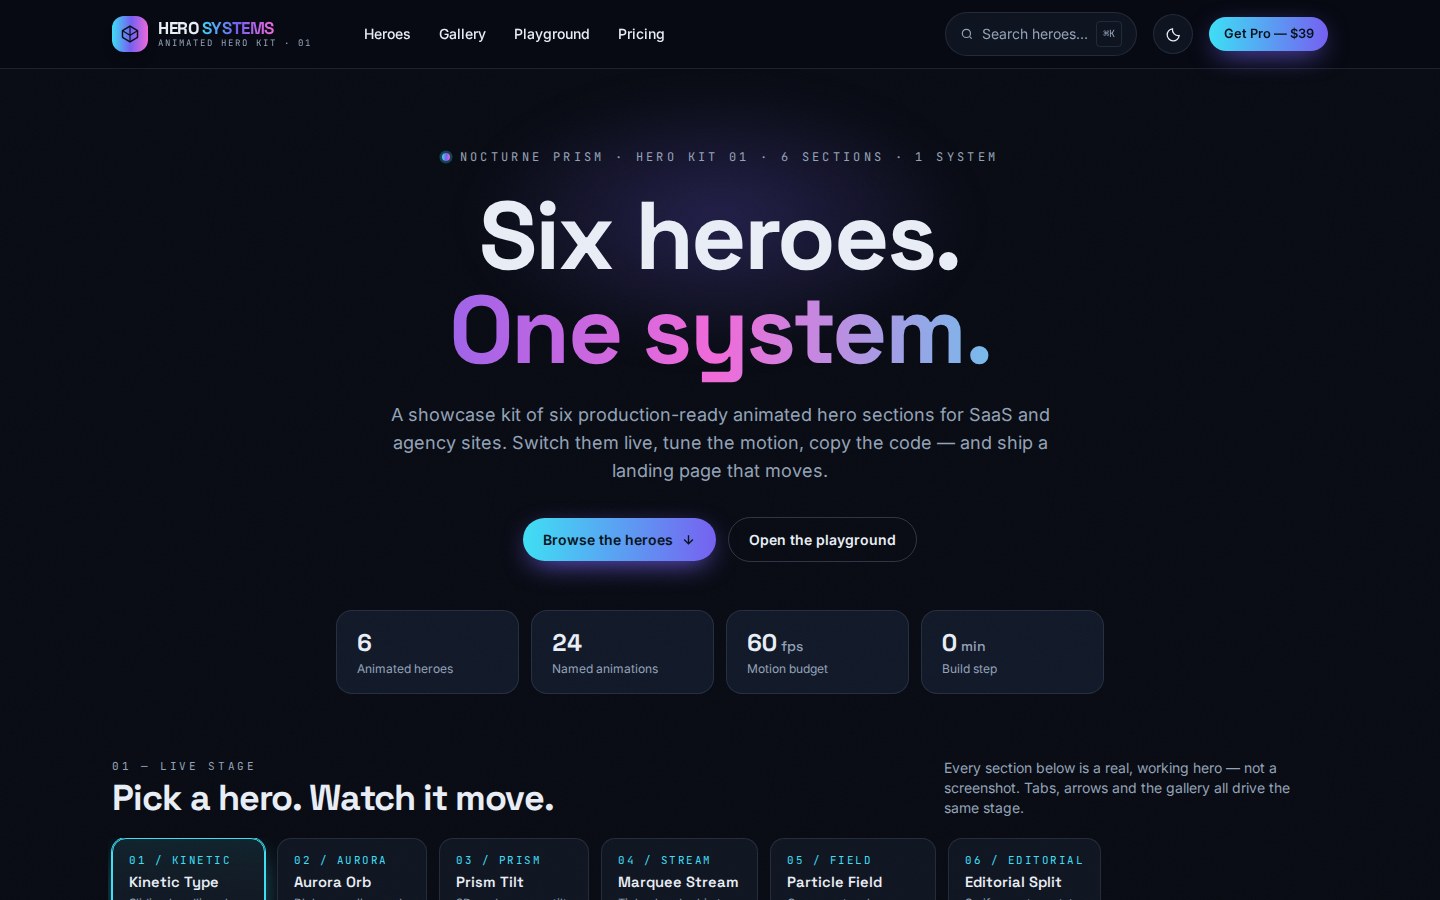 HERO SYSTEMS
ANIMATED HERO KIT · 01
Heroes
Gallery
Playground
Pricing
Search heroes...
⌘K
Get Pro — $39
NOCTURNE PRISM · HERO KIT 01 · 6 SECTIONS · 1 SYSTEM
Six heroes.
One system.
A showcase kit of six production-ready animated hero sections for SaaS and
agency sites. Switch them live, tune the motion, copy the code — and ship a
landing page that moves.
Browse the heroes
Open the playground
6
Animated heroes
24
Named animations
60 fps
Motion budget
0 min
Build step
01 — LIVE STAGE
Pick a hero. Watch it move.
Every section below is a real, working hero — not a
screenshot. Tabs, arrows and the gallery all drive the
same stage.
01 / KINETIC
Kinetic Type
02 / AURORA
Aurora Orb
03 / PRISM
Prism Tilt
04 / STREAM
Marquee Stream
05 / FIELD
Particle Field
06 / EDITORIAL
Editorial Split